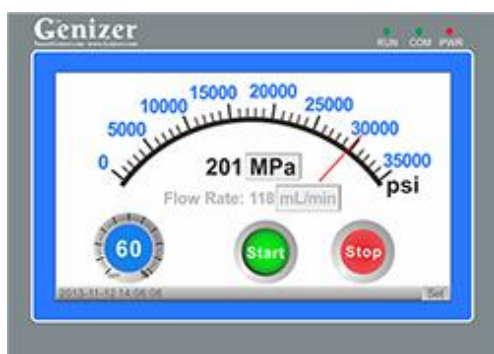 Genizer
RUN COM PWR
15000 20000
10000 25000
5000 30000
0 35000
201 MPa psi
Flow Rate: 118 mL/min
60 Start Stop
2013-11-12 14:06:06 Set